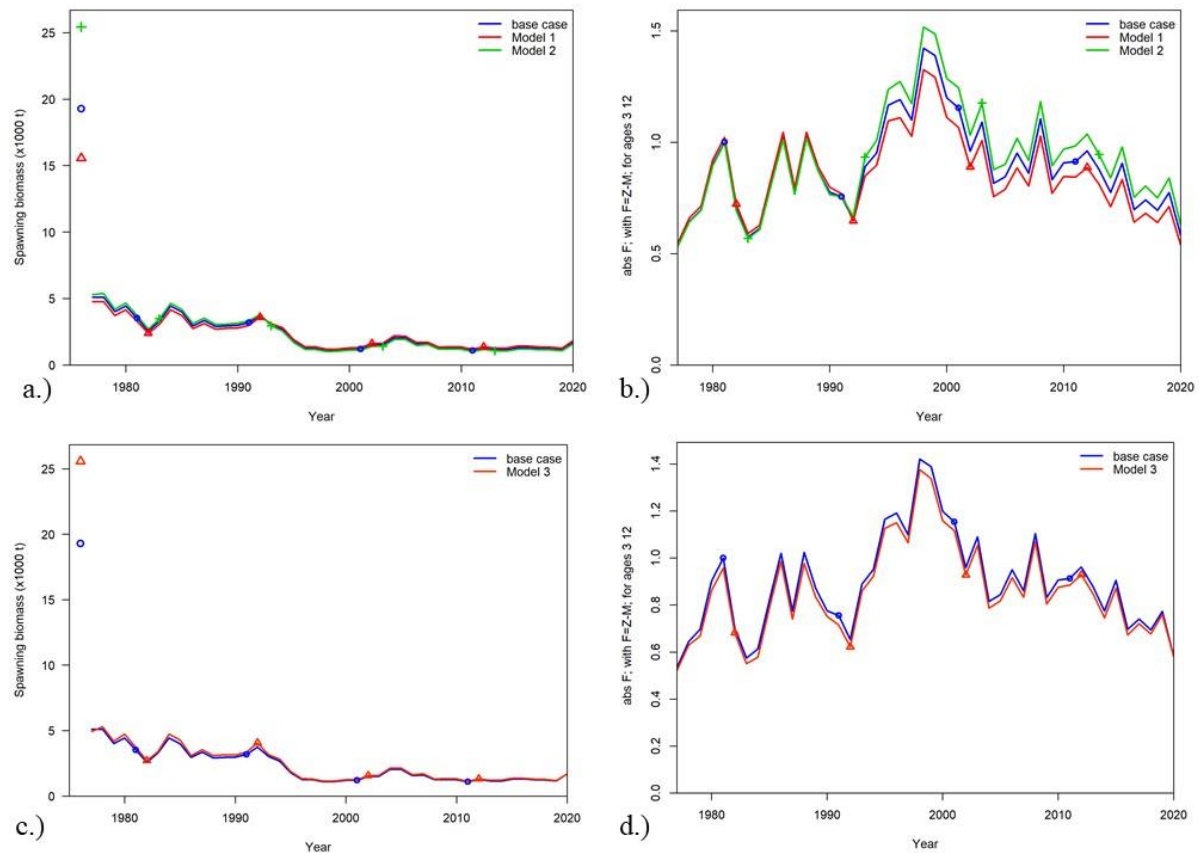 base case
Model 1
Model 2
Spawning biomass (x1000 t)
25
20
15
10
5
0
1980 1990 2000 2010 2020
Year
a.)
base case
Model 1
Model 2
abs F; with F=Z-M; for ages 3 12
1.5
1.0
0.5
0.0
1980 1990 2000 2010 2020
Year
b.)
base case
Model 3
Spawning biomass (x1000 t)
25
20
15
10
5
0
1980 1990 2000 2010 2020
Year
c.)
base case
Model 3
abs F; with F=Z-M; for ages 3 12
1.4
1.2
1.0
0.8
0.6
0.4
0.2
0.0
1980 1990 2000 2010 2020
Year
d.)